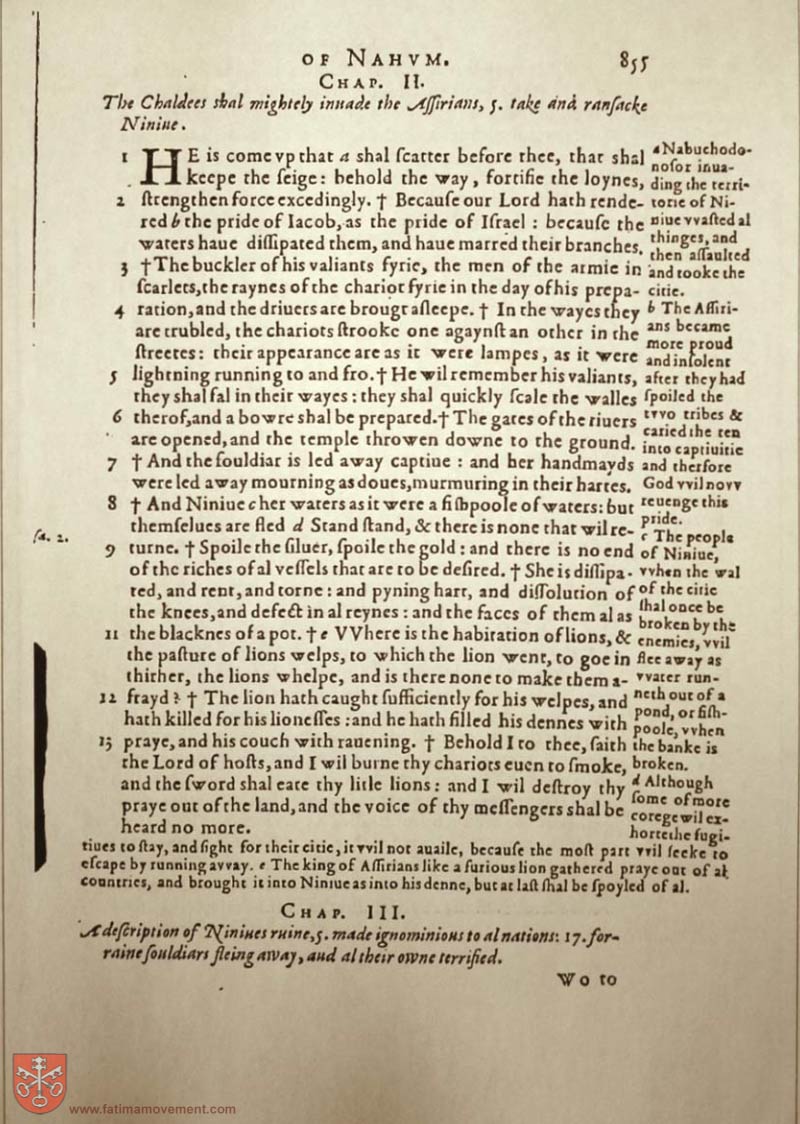 OF NAHVM. 855
CHAP. II.
The Chaldees shal mightely inuade the Aſſirians, 5. take and ranſacke
Niniue.
1 HE is come vp that a shal ſcatter before thee, that shal
keepe the ſeige: behold the way, fortifie the loynes,
2 ſtrengthen force excedingly. † Becauſe our Lord hath rende-
red b the pride of Iacob, as the pride of Iſrael : becauſe the
waters haue diſſipated them, and haue marred their branches.
3 † The buckler of his valiants fyrie, the men of the armie in
ſcarlets, the raynes of the chariot fyrie in the day of his prepa-
4 ration, and the driuers are brougt aſleepe. † In the wayes they
are trubled, the chariots ſtrooke one agaynſt an other in the
ſtreetes: their appearance are as it were lampes, as it were
5 lightning running to and fro. † He wil remember his valiants,
they shal fal in their wayes : they shal quickly ſcale the walles
6 therof, and a bowre shal be prepared. † The gates of the riuers
are opened, and the temple throwen downe to the ground.
7 † And the ſouldiar is led away captiue : and her handmayds
were led away mourning as doues, murmuring in their hartes.
8 † And Niniue c her waters as it were a fiſhpoole of waters: but
themſelues are fled d Stand ſtand, & there is none that wil re-
9 turne. † Spoile the ſiluer, ſpoile the gold : and there is no end
of the riches of al veſſels that are to be deſired. † She is diſſipa-
ted, and rent, and torne : and pyning hart, and diſſolution of
the knees, and defect in al reynes : and the faces of them al as
11 the blacknes of a pot. † e VVhere is the habitation of lions, &
the paſture of lions welps, to which the lion went, to goe in
thither, the lions whelpe, and is there none to make them a-
12 frayd? † The lion hath caught ſufficiently for his welpes, and
hath killed for his lioneſſes : and he hath filled his dennes with
13 praye, and his couch with rauening. † Behold I to thee, ſaith
the Lord of hoſts, and I wil burne thy chariots euen to ſmoke,
and the ſword shal eate thy litle lions : and I wil deſtroy thy
praye out of the land, and the voice of thy meſſengers shal be
heard no more.
a Nabuchodo-
noſor inua-
ding the terri-
torie of Ni-
niue vvaſted al
thinges, and
then aſſaulted
and tooke the
citie.
b The Aſſiri-
ans became
more proud
and inſolent
after they had
ſpoiled the
tvvo tribes &
caried the ten
into captiuitie
and therfore
God vvil novv
reuenge this
pride.
c The people
of Niniue,
vvhen the wal
of the citie
ſhal once be
broken by the
enemies, vvil
flee away as
vvater run-
neth out of a
pond, or fiſh-
poole, vvhen
the banke is
broken.
d Although
ſome of more
corege wil ex-
horte the fugi-
tiues to ſtay, and fight for their citie, it vvil not auaile, becauſe the moſt part vvil ſeeke to
eſcape by running avvay. e The king of Aſſirians like a furious lion gathered praye out of al
countries, and brought it into Niniue as into his denne, but at laſt ſhal be ſpoyled of al.
ſa. 2.
CHAP. III.
A deſcription of Niniues ruine, 5. made ignominious to al nations: 17. for-
raine ſouldiars fleing away, aud al their owne terrified.
Wo to
www.fatimamovement.com